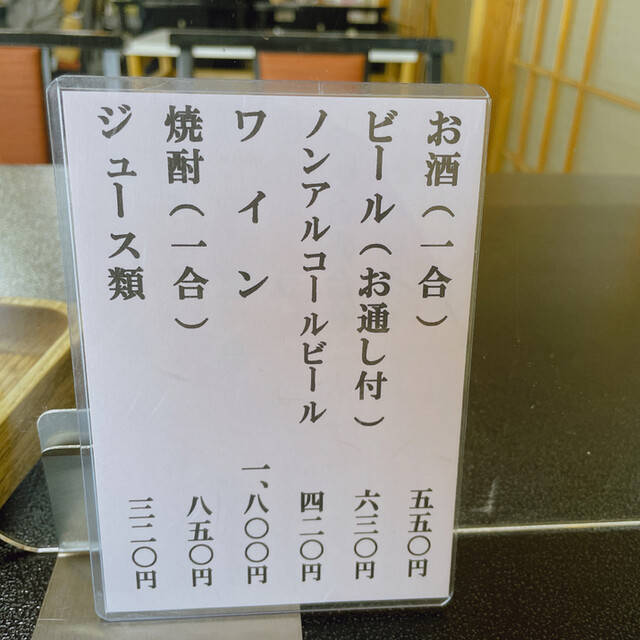 お酒(一合) 五五〇円
ビール(お通し付) 六三〇円
ノンアルコールビール 四二〇円
ワイン 一、八〇〇円
焼酎(一合) 八五〇円
ジュース類 三二〇円